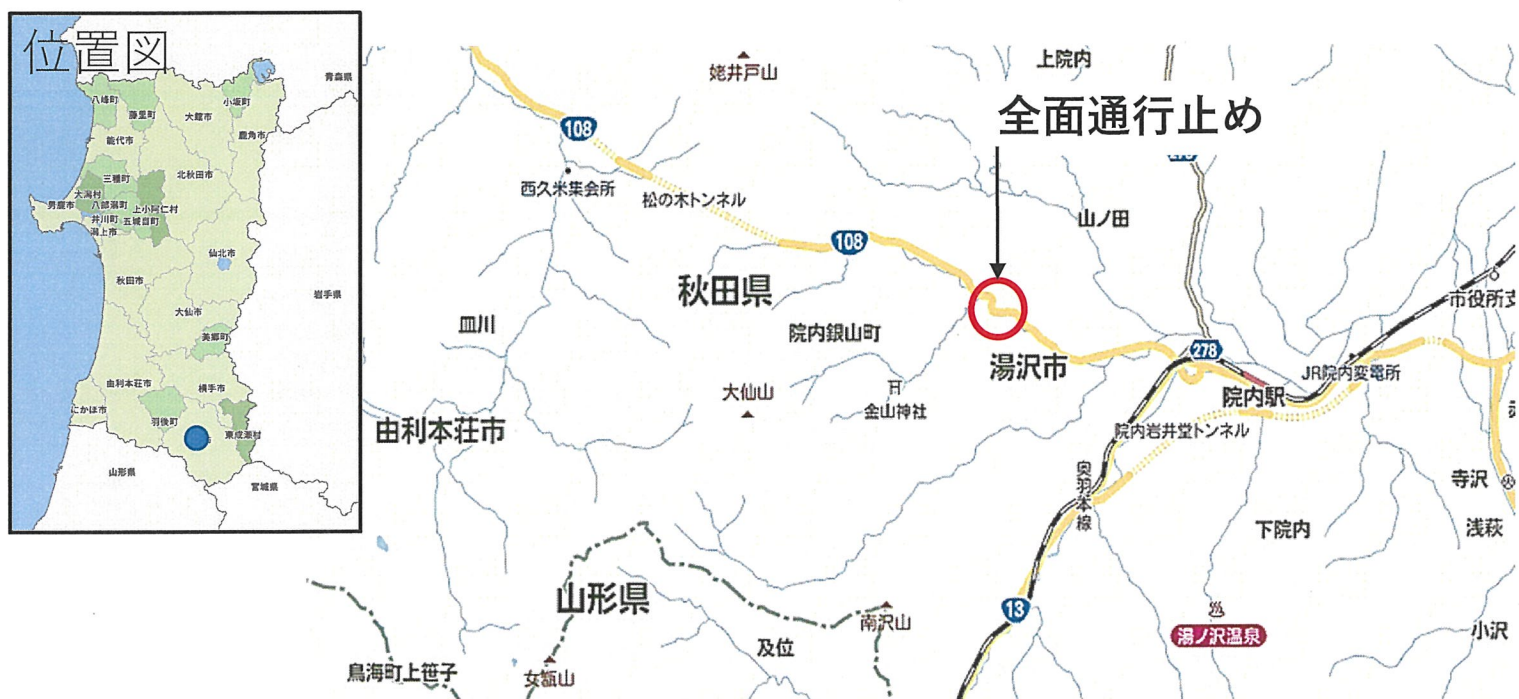 位置図
青森県
八峰町
藤里町
小坂町
大館市
能代市
鹿角市
三種町
北秋田市
大潟村
男鹿市
八郎潟町
上小阿仁村
井川町
五城目町
潟上市
仙北市
秋田市
岩手県
大仙市
美郷町
由利本荘市
横手市
にかほ市
羽後町
東成瀬村
山形県
宮城県
姥井戸山
上院内
全面通行止め
108
西久米集会所
松の木トンネル
山ノ田
108
秋田県
市役所支
皿川
院内銀山町
278
湯沢市
JR院内変電所
大仙山
金山神社
院内駅
由利本荘市
院内岩井堂トンネル
奥羽本線
寺沢
下院内
浅萩
山形県
13
南沢山
湯ノ沢温泉
小沢
及位
鳥海町上笹子
女甑山